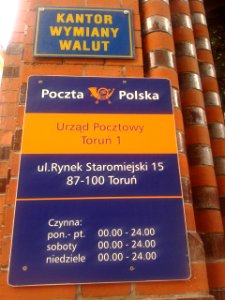 KANTOR
WYMIANY
WALUT
Poczta Polska
Urząd Pocztowy
Toruń 1
ul.Rynek Staromiejski 15
87-100 Toruń
Czynna:
pon.- pt. 00.00 - 24.00
soboty 00.00 - 24.00
niedziele 00.00 - 24.00